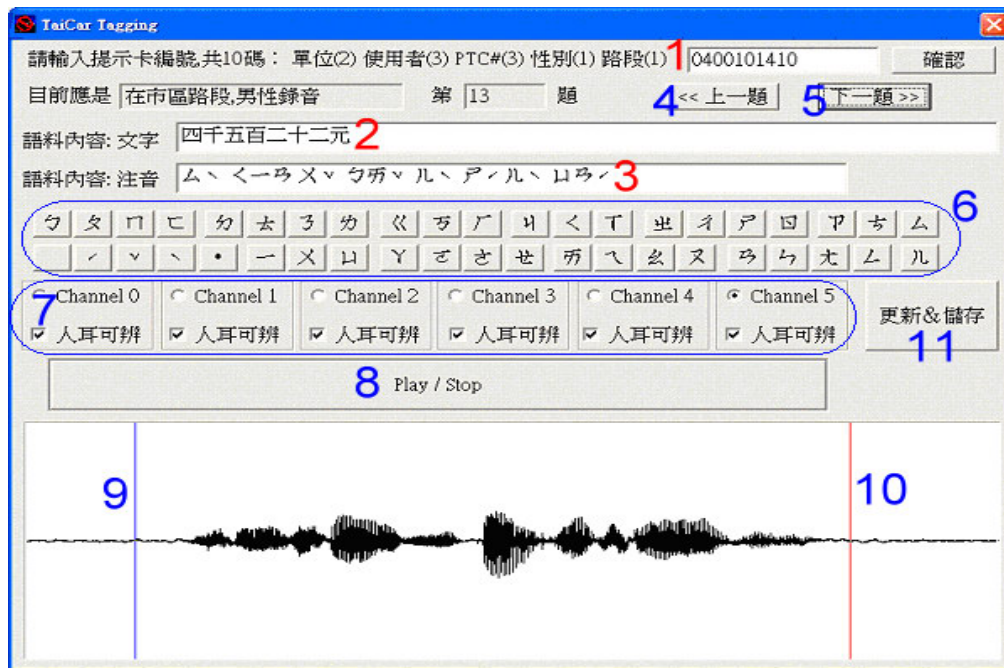 TaiCar Tagging
請輸入提示卡編號,共10碼： 單位(2) 使用者(3) PTC#(3) 性別(1) 路段(1) 1 0400101410 確認
目前應是 在市區路段,男性錄音 第 13 題 4 << 上一題 5 下一題 >>
語料內容: 文字 四千五百二十二元 2
語料內容: 注音 ㄙˋ ㄑㄧㄢ ㄨˇ ㄅㄞˇ ㄦˋ ㄕˊ ㄦˋ ㄩㄢˊ 3
ㄅ ㄆ ㄇ ㄈ ㄉ ㄊ ㄋ ㄌ ㄍ ㄎ ㄏ ㄐ ㄑ ㄒ ㄓ ㄔ ㄕ ㄖ ㄗ ㄘ ㄙ 6
ˊ ˇ ˋ • ㄧ ㄨ ㄩ ㄚ ㄛ ㄜ ㄝ ㄞ ㄟ ㄠ ㄡ ㄢ ㄣ ㄤ ㄥ ㄦ
7 Channel 0 Channel 1 Channel 2 Channel 3 Channel 4 Channel 5
人耳可辨 人耳可辨 人耳可辨 人耳可辨 人耳可辨 人耳可辨
更新&儲存
11
8 Play / Stop
9 10